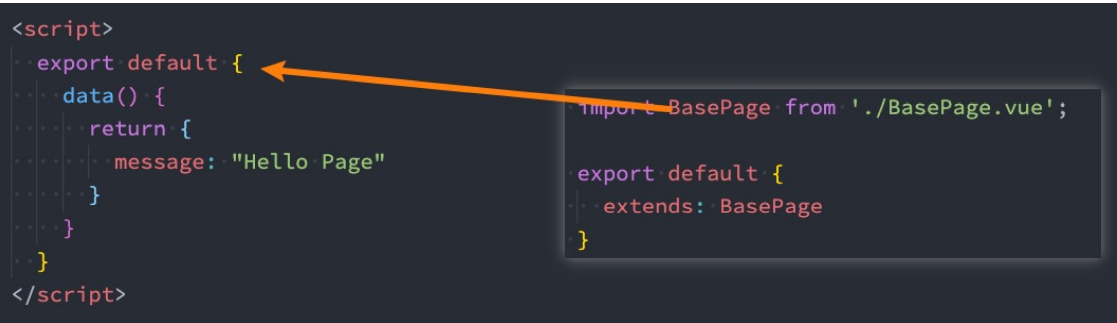 <script>
export default {
data() {
return {
message: "Hello Page"
}
}
}
</script>
import BasePage from './BasePage.vue';
export default {
extends: BasePage
}